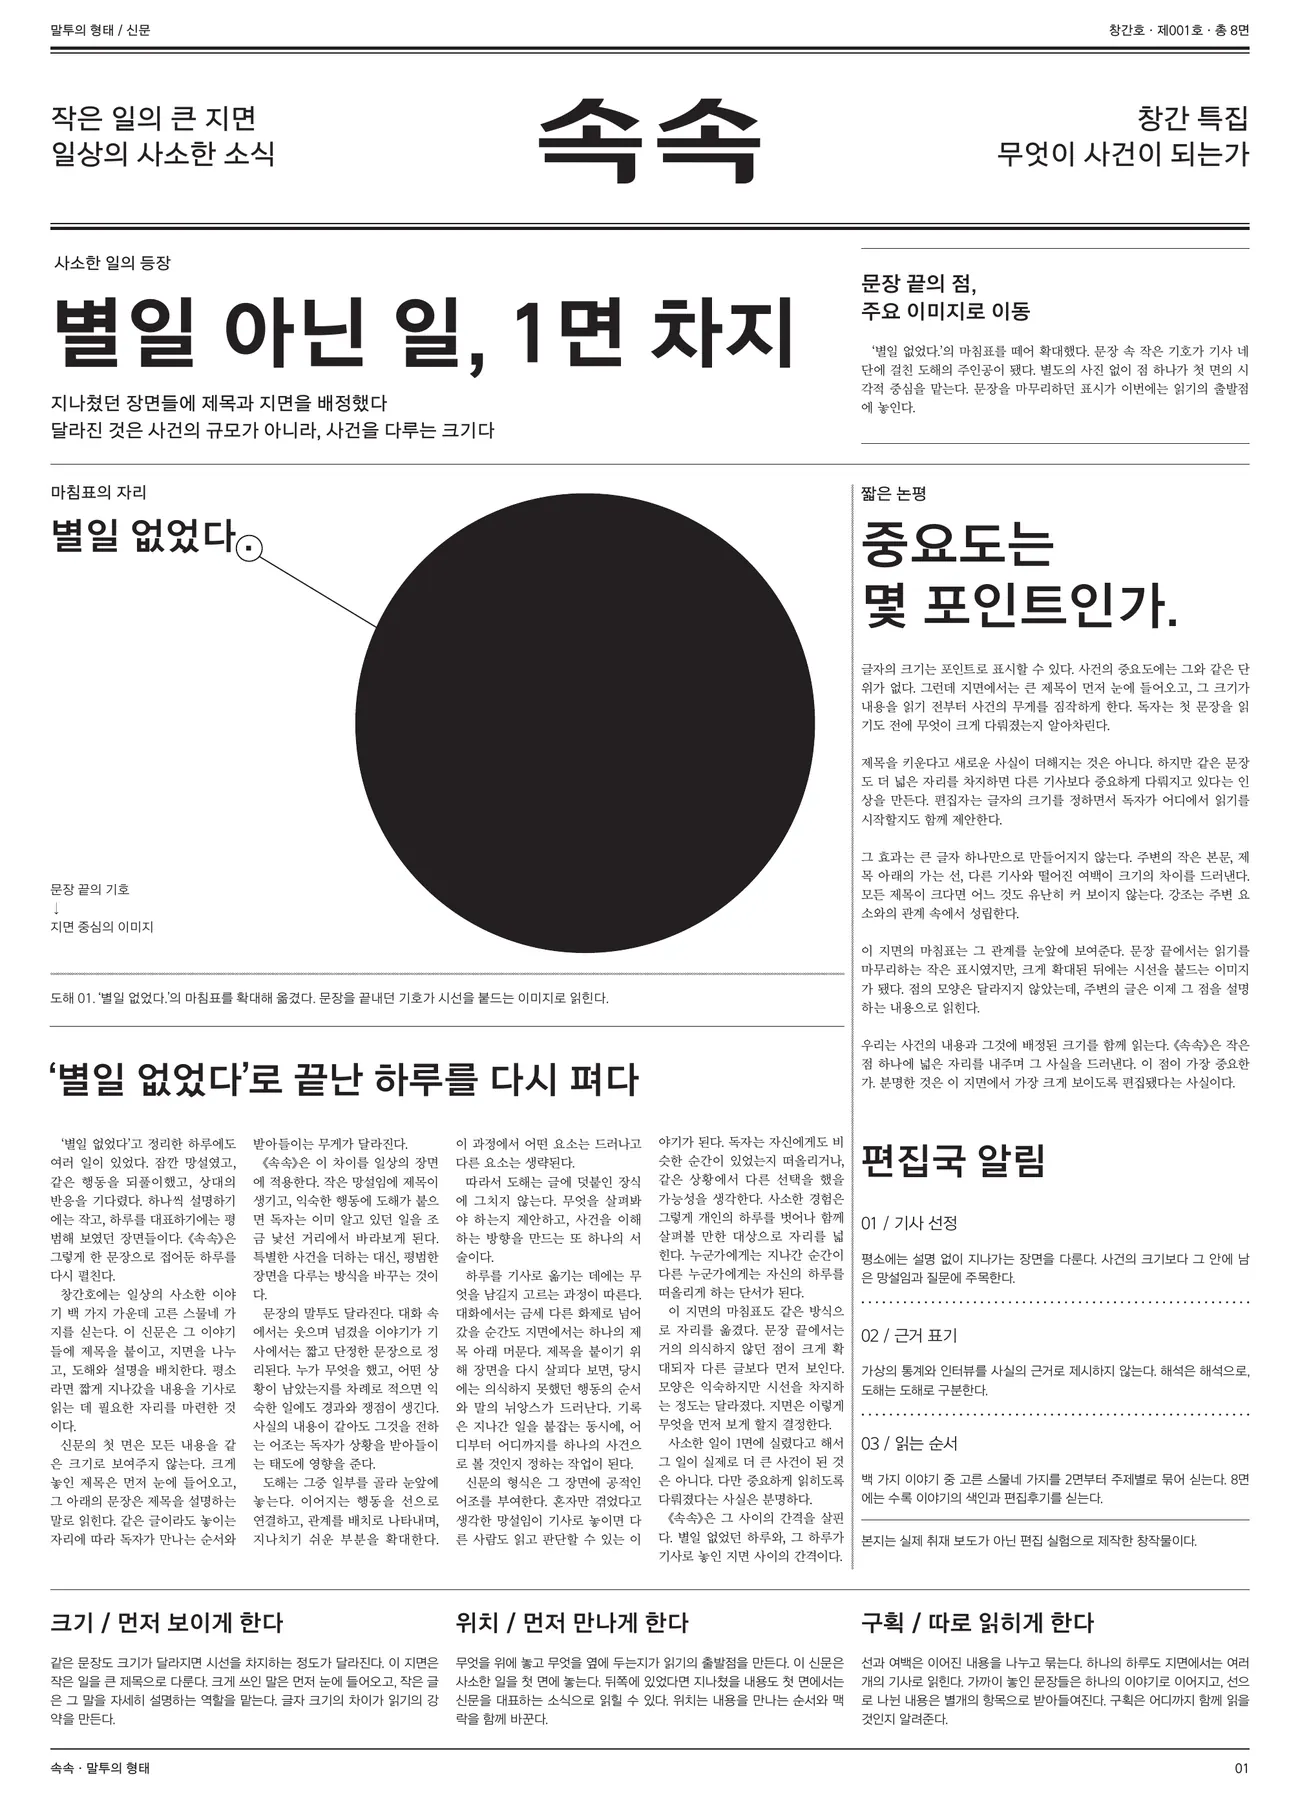 말투의 형태 / 신문
창간호 · 제001호 · 총 8면
작은 일의 큰 지면
일상의 사소한 소식
속속
창간 특집
무엇이 사건이 되는가
사소한 일의 등장
별일 아닌 일, 1면 차지
지나쳤던 장면들에 제목과 지면을 배정했다
달라진 것은 사건의 규모가 아니라, 사건을 다루는 크기다
문장 끝의 점,
주요 이미지로 이동
‘별일 없었다.’의 마침표를 떼어 확대했다. 문장 속 작은 기호가 기사 네
단에 걸친 도해의 주인공이 됐다. 별도의 사진 없이 점 하나가 첫 면의 시
각적 중심을 맡는다. 문장을 마무리하던 표시가 이번에는 읽기의 출발점
에 놓인다.
마침표의 자리
별일 없었다.
문장 끝의 기호
↓
지면 중심의 이미지
도해 01. ‘별일 없었다.’의 마침표를 확대해 옮겼다. 문장을 끝내던 기호가 시선을 붙드는 이미지로 읽힌다.
짧은 논평
중요도는
몇 포인트인가.
글자의 크기는 포인트로 표시할 수 있다. 사건의 중요도에는 그와 같은 단
위가 없다. 그런데 지면에서는 큰 제목이 먼저 눈에 들어오고, 그 크기가
내용을 읽기 전부터 사건의 무게를 짐작하게 한다. 독자는 첫 문장을 읽
기도 전에 무엇이 크게 다뤄졌는지 알아차린다.
제목을 키운다고 새로운 사실이 더해지는 것은 아니다. 하지만 같은 문장
도 더 넓은 자리를 차지하면 다른 기사보다 중요하게 다뤄지고 있다는 인
상을 만든다. 편집자는 글자의 크기를 정하면서 독자가 어디에서 읽기를
시작할지도 함께 제안한다.
그 효과는 큰 글자 하나만으로 만들어지지 않는다. 주변의 작은 본문, 제
목 아래의 가는 선, 다른 기사와 떨어진 여백이 크기의 차이를 드러낸다.
모든 제목이 크다면 어느 것도 유난히 커 보이지 않는다. 강조는 주변 요
소와의 관계 속에서 성립한다.
이 지면의 마침표는 그 관계를 눈앞에 보여준다. 문장 끝에서는 읽기를
마무리하는 작은 표시였지만, 크게 확대된 뒤에는 시선을 붙드는 이미지
가 됐다. 점의 모양은 달라지지 않았는데, 주변의 글은 이제 그 점을 설명
하는 내용으로 읽힌다.
우리는 사건의 내용과 그것에 배정된 크기를 함께 읽는다. 《속속》은 작은
점 하나에 넓은 자리를 내주며 그 사실을 드러낸다. 이 점이 가장 중요한
가. 분명한 것은 이 지면에서 가장 크게 보이도록 편집됐다는 사실이다.
‘별일 없었다’로 끝난 하루를 다시 펴다
‘별일 없었다’고 정리한 하루에도
여러 일이 있었다. 잠깐 망설였고,
같은 행동을 되풀이했고, 상대의
반응을 기다렸다. 하나씩 설명하기
에는 작고, 하루를 대표하기에는 평
범해 보였던 장면들이다. 《속속》은
그렇게 한 문장으로 접어둔 하루를
다시 펼친다.
창간호에는 일상의 사소한 이야
기 백 가지 가운데 고른 스물네 가
지를 싣는다. 이 신문은 그 이야기
들에 제목을 붙이고, 지면을 나누
고, 도해와 설명을 배치한다. 평소
라면 짧게 지나갔을 내용을 기사로
읽는 데 필요한 자리를 마련한 것
이다.
신문의 첫 면은 모든 내용을 같
은 크기로 보여주지 않는다. 크게
놓인 제목은 먼저 눈에 들어오고,
그 아래의 문장은 제목을 설명하는
말로 읽힌다. 같은 글이라도 놓이는
자리에 따라 독자가 만나는 순서와
받아들이는 무게가 달라진다.
《속속》은 이 차이를 일상의 장면
에 적용한다. 작은 망설임에 제목이
생기고, 익숙한 행동에 도해가 붙으
면 독자는 이미 알고 있던 일을 조
금 낯선 거리에서 바라보게 된다.
특별한 사건을 더하는 대신, 평범한
장면을 다루는 방식을 바꾸는 것이
다.
문장의 말투도 달라진다. 대화 속
에서는 웃으며 넘겼을 이야기가 기
사에서는 짧고 단정한 문장으로 정
리된다. 누가 무엇을 했고, 어떤 상
황이 남았는지를 차례로 적으면 익
숙한 일에도 경과와 쟁점이 생긴다.
사실의 내용이 같아도 그것을 전하
는 어조는 독자가 상황을 받아들이
는 태도에 영향을 준다.
도해는 그중 일부를 골라 눈앞에
놓는다. 이어지는 행동을 선으로
연결하고, 관계를 배치로 나타내며,
지나치기 쉬운 부분을 확대한다.
이 과정에서 어떤 요소는 드러나고
다른 요소는 생략된다.
따라서 도해는 글에 덧붙인 장식
에 그치지 않는다. 무엇을 살펴봐
야 하는지 제안하고, 사건을 이해
하는 방향을 만드는 또 하나의 서
술이다.
하루를 기사로 옮기는 데에는 무
엇을 남길지 고르는 과정이 따른다.
대화에서는 금세 다른 화제로 넘어
갔을 순간도 지면에서는 하나의 제
목 아래 머문다. 제목을 붙이기 위
해 장면을 다시 살피다 보면, 당시
에는 의식하지 못했던 행동의 순서
와 말의 뉘앙스가 드러난다. 기록
은 지나간 일을 붙잡는 동시에, 어
디부터 어디까지를 하나의 사건으
로 볼 것인지 정하는 작업이 된다.
신문의 형식은 그 장면에 공적인
어조를 부여한다. 혼자만 겪었다고
생각한 망설임이 기사로 놓이면 다
른 사람도 읽고 판단할 수 있는 이
야기가 된다. 독자는 자신에게도 비
슷한 순간이 있었는지 떠올리거나,
같은 상황에서 다른 선택을 했을
가능성을 생각한다. 사소한 경험은
그렇게 개인의 하루를 벗어나 함께
살펴볼 만한 대상으로 자리를 넓
힌다. 누군가에게는 지나간 순간이
다른 누군가에게는 자신의 하루를
떠올리게 하는 단서가 된다.
이 지면의 마침표도 같은 방식으
로 자리를 옮겼다. 문장 끝에서는
거의 의식하지 않던 점이 크게 확
대되자 다른 글보다 먼저 보인다.
모양은 익숙하지만 시선을 차지하
는 정도는 달라졌다. 지면은 이렇게
무엇을 먼저 보게 할지 결정한다.
사소한 일이 1면에 실렸다고 해서
그 일이 실제로 더 큰 사건이 된 것
은 아니다. 다만 중요하게 읽히도록
다뤄졌다는 사실은 분명하다.
《속속》은 그 사이의 간격을 살핀
다. 별일 없었던 하루와, 그 하루가
기사로 놓인 지면 사이의 간격이다.
편집국 알림
01 / 기사 선정
평소에는 설명 없이 지나가는 장면을 다룬다. 사건의 크기보다 그 안에 남
은 망설임과 질문에 주목한다.
02 / 근거 표기
가상의 통계와 인터뷰를 사실의 근거로 제시하지 않는다. 해석은 해석으로,
도해는 도해로 구분한다.
03 / 읽는 순서
백 가지 이야기 중 고른 스물네 가지를 2면부터 주제별로 묶어 싣는다. 8면
에는 수록 이야기의 색인과 편집후기를 싣는다.
본지는 실제 취재 보도가 아닌 편집 실험으로 제작한 창작물이다.
크기 / 먼저 보이게 한다
같은 문장도 크기가 달라지면 시선을 차지하는 정도가 달라진다. 이 지면은
작은 일을 큰 제목으로 다룬다. 크게 쓰인 말은 먼저 눈에 들어오고, 작은 글
은 그 말을 자세히 설명하는 역할을 맡는다. 글자 크기의 차이가 읽기의 강
약을 만든다.
위치 / 먼저 만나게 한다
무엇을 위에 놓고 무엇을 옆에 두는지가 읽기의 출발점을 만든다. 이 신문은
사소한 일을 첫 면에 놓는다. 뒤쪽에 있었다면 지나쳤을 내용도 첫 면에서는
신문을 대표하는 소식으로 읽힐 수 있다. 위치는 내용을 만나는 순서와 맥
락을 함께 바꾼다.
구획 / 따로 읽히게 한다
선과 여백은 이어진 내용을 나누고 묶는다. 하나의 하루도 지면에서는 여러
개의 기사로 읽힌다. 가까이 놓인 문장들은 하나의 이야기로 이어지고, 선으
로 나뉜 내용은 별개의 항목으로 받아들여진다. 구획은 어디까지 함께 읽을
것인지 알려준다.
속속 · 말투의 형태
01